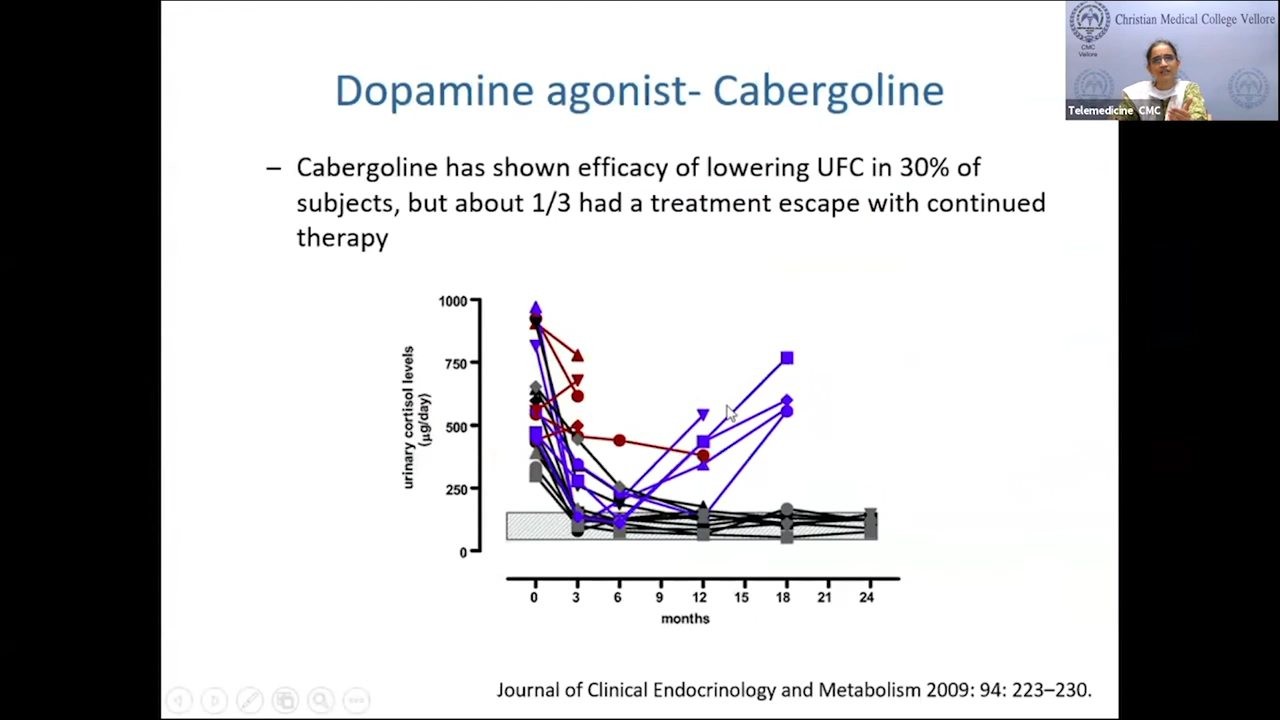 Christian Medical College Vellore
CMC
Vellore
Telemedicine CMC
Dopamine agonist- Cabergoline
– Cabergoline has shown efficacy of lowering UFC in 30% of
subjects, but about 1/3 had a treatment escape with continued
therapy
urinary cortisol levels
(µg/day)
1000
750
500
250
0
0 3 6 9 12 15 18 21 24
months
Journal of Clinical Endocrinology and Metabolism 2009: 94: 223–230.